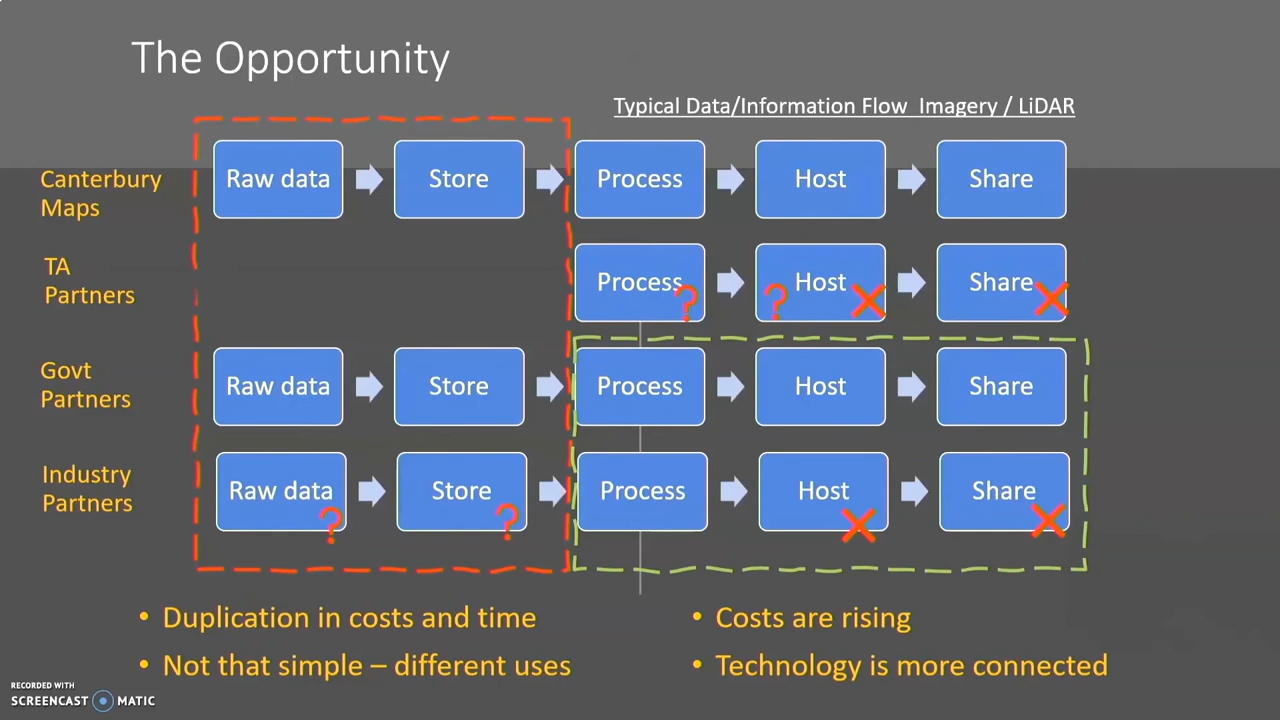 The Opportunity
Typical Data/Information Flow Imagery / LiDAR
Canterbury
Maps
Raw data
Store
Process
Host
Share
TA
Partners
Process
?
Host
?
Share
Govt
Partners
Raw data
Store
Process
Host
Share
Industry
Partners
Raw data
?
Store
?
Process
Host
Share
• Duplication in costs and time
• Not that simple – different uses
• Costs are rising
• Technology is more connected
RECORDED WITH
SCREENCAST MATIC